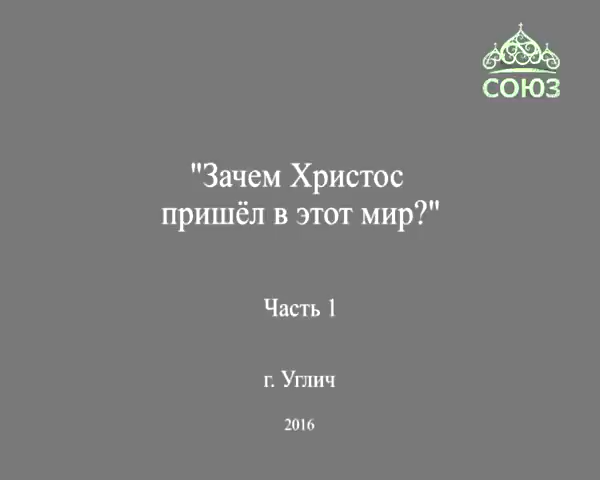 СОЮЗ
"Зачем Христос
пришёл в этот мир?"
Часть 1
г. Углич
2016